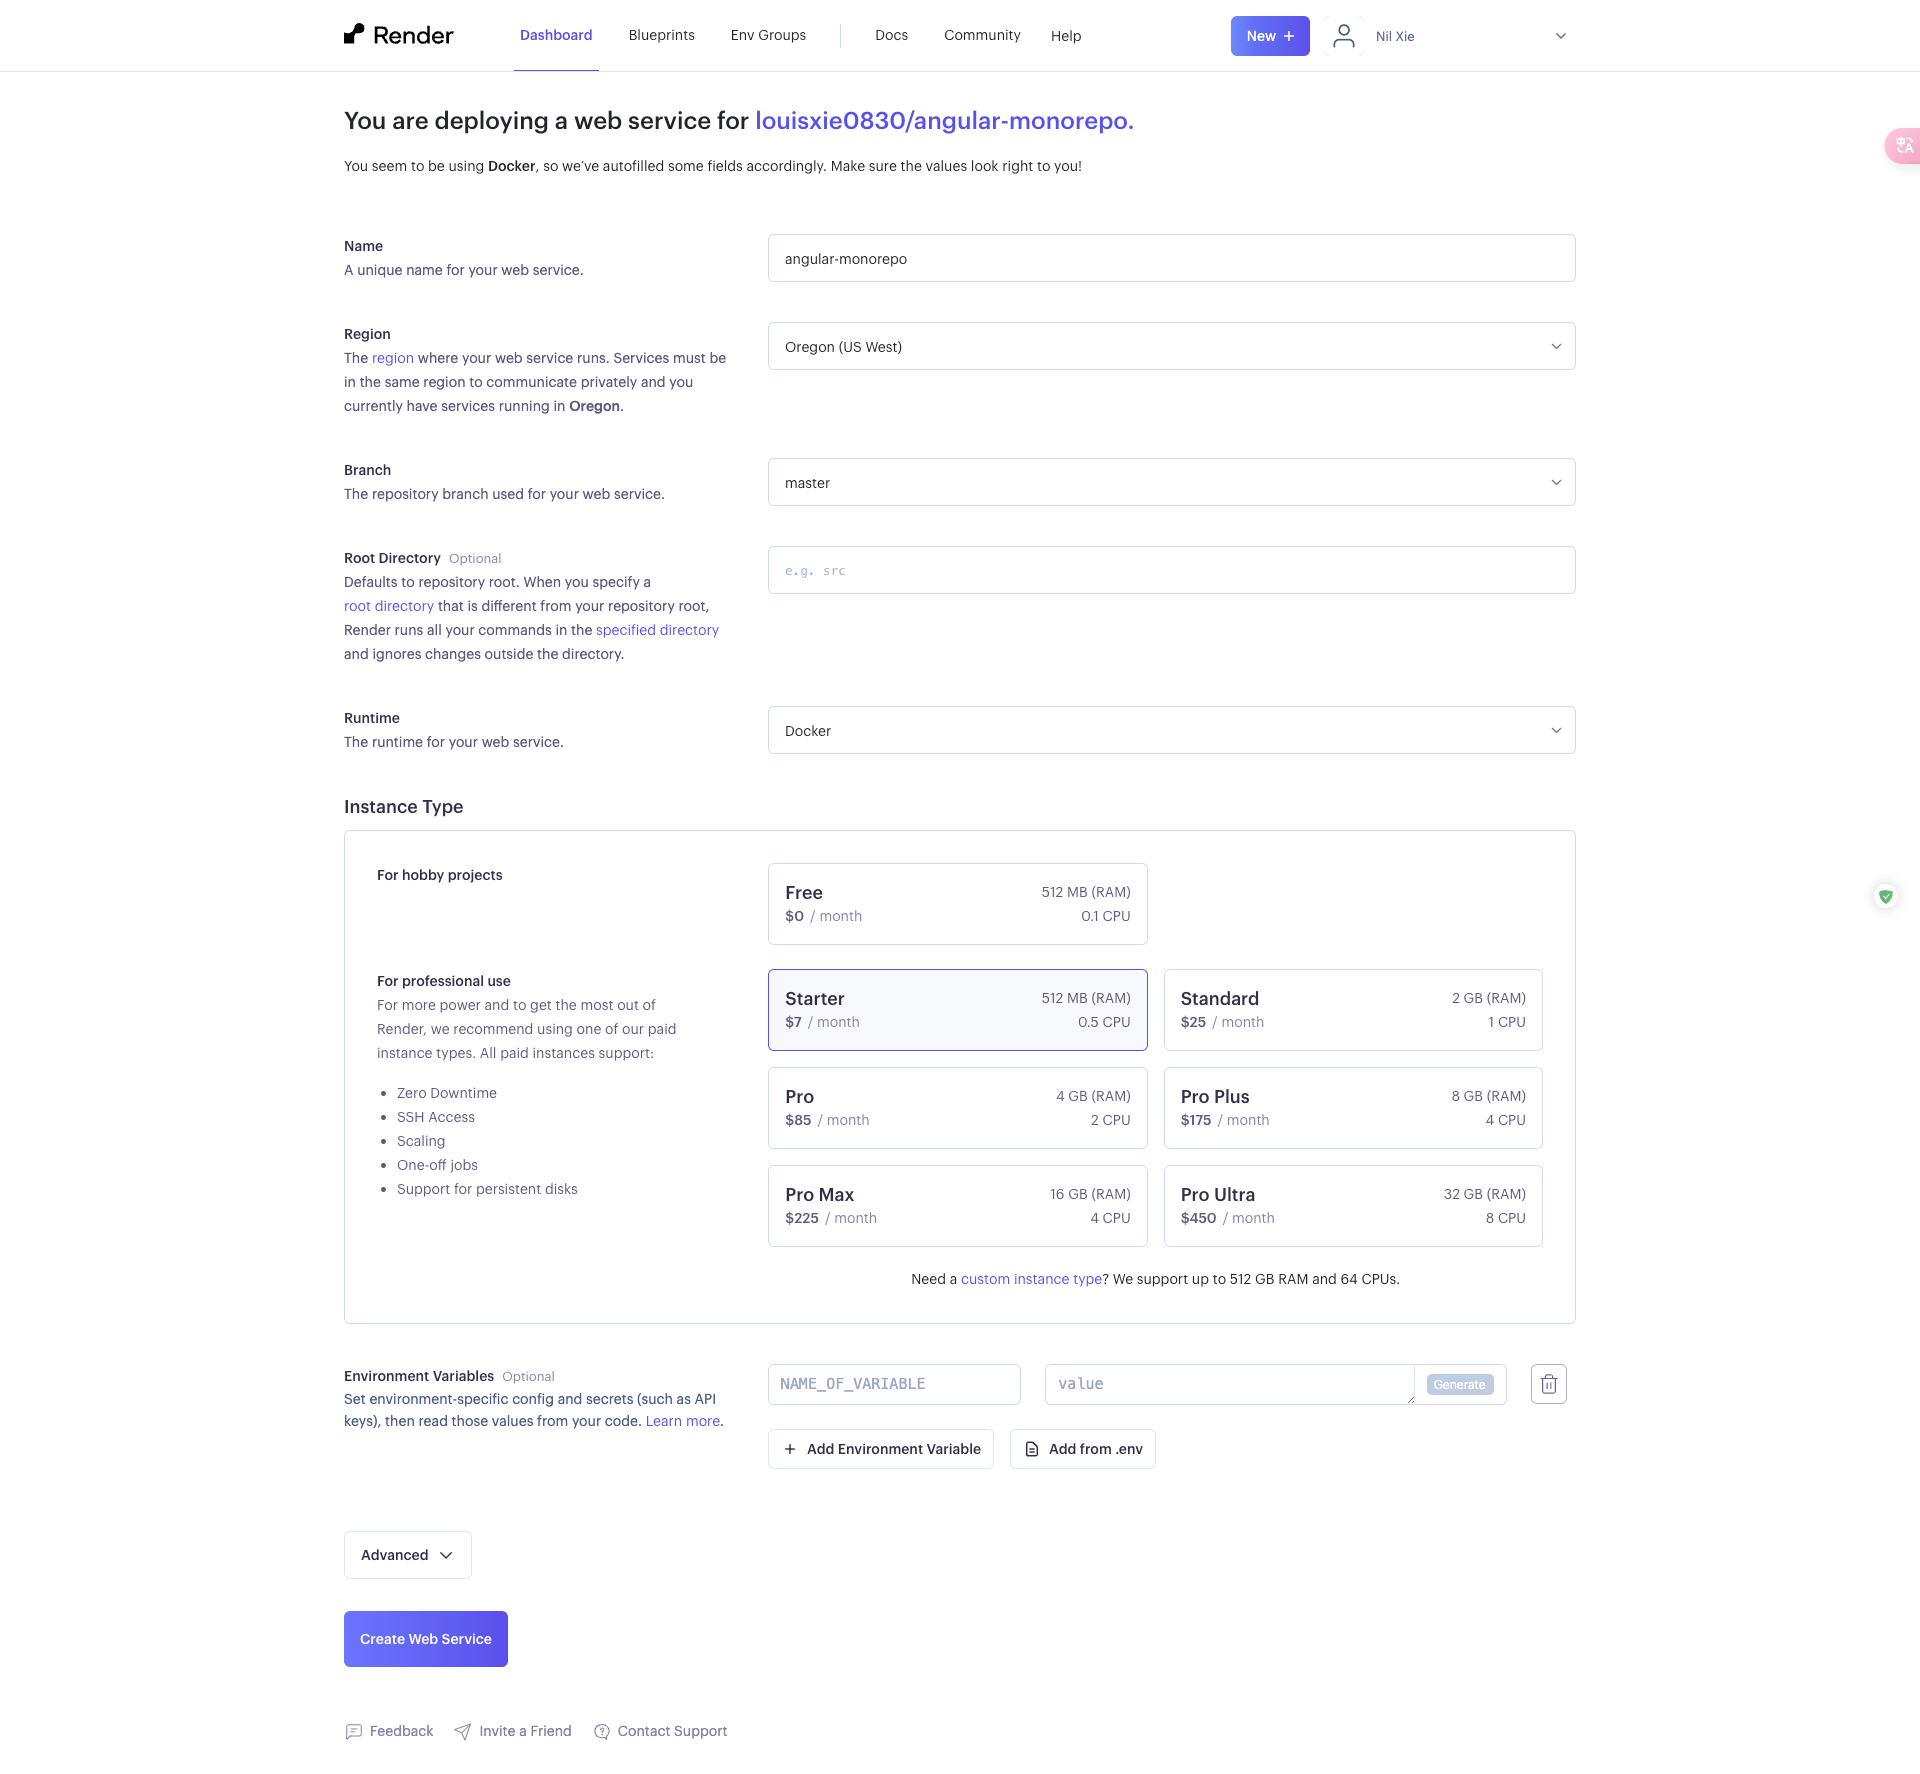 Render
Dashboard
Blueprints
Env Groups
Docs
Community
Help
New +
Nil Xie
You are deploying a web service for louisxie0830/angular-monorepo.
You seem to be using Docker, so we've autofilled some fields accordingly. Make sure the values look right to you!
Name
A unique name for your web service.
angular-monorepo
Region
The region where your web service runs. Services must be
in the same region to communicate privately and you
currently have services running in Oregon.
Oregon (US West)
Branch
The repository branch used for your web service.
master
Root Directory Optional
Defaults to repository root. When you specify a
root directory that is different from your repository root,
Render runs all your commands in the specified directory
and ignores changes outside the directory.
e.g. src
Runtime
The runtime for your web service.
Docker
Instance Type
For hobby projects
Free
512 MB (RAM)
$0 / month
0.1 CPU
For professional use
For more power and to get the most out of
Render, we recommend using one of our paid
instance types. All paid instances support:
• Zero Downtime
• SSH Access
• Scaling
• One-off jobs
• Support for persistent disks
Starter
512 MB (RAM)
$7 / month
0.5 CPU
Standard
2 GB (RAM)
$25 / month
1 CPU
Pro
4 GB (RAM)
$85 / month
2 CPU
Pro Plus
8 GB (RAM)
$175 / month
4 CPU
Pro Max
16 GB (RAM)
$225 / month
4 CPU
Pro Ultra
32 GB (RAM)
$450 / month
8 CPU
Need a custom instance type? We support up to 512 GB RAM and 64 CPUs.
Environment Variables Optional
Set environment-specific config and secrets (such as API
keys), then read those values from your code. Learn more.
NAME_OF_VARIABLE
value
Generate
+ Add Environment Variable
Add from .env
Advanced
Create Web Service
Feedback
Invite a Friend
Contact Support